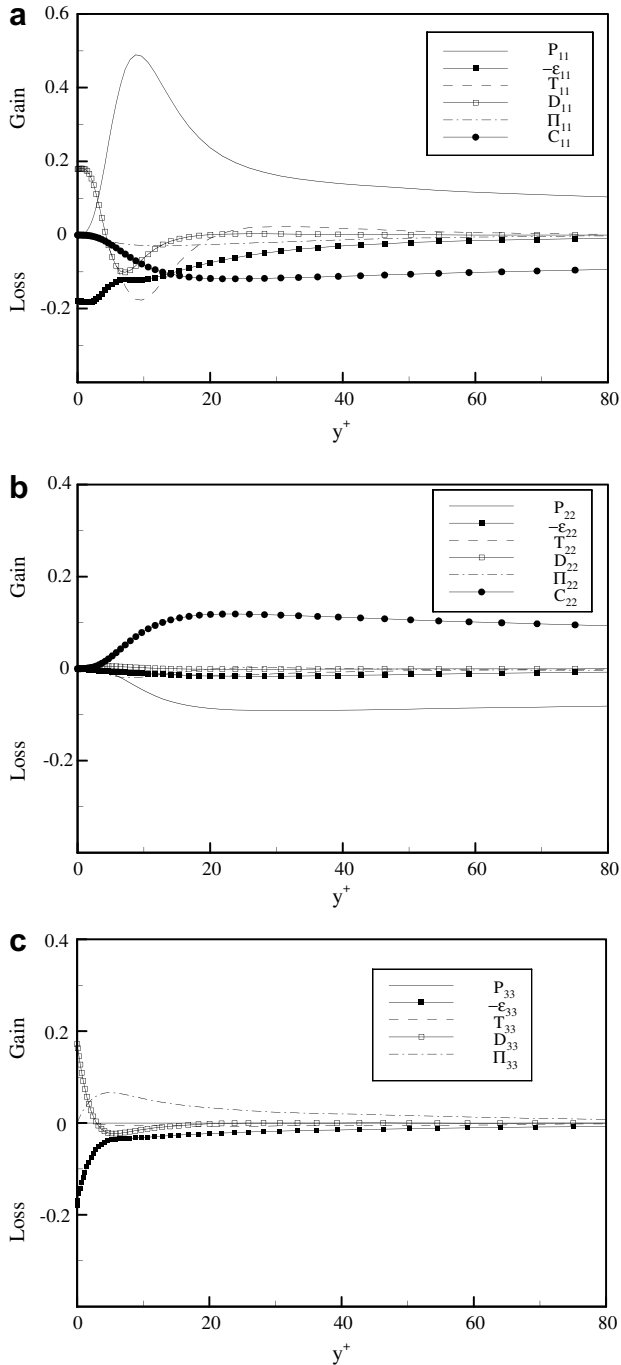 a
0.6
0.4
0.2
0
-0.2
Gain
Loss
P₁₁
−ε₁₁
T₁₁
D₁₁
Π₁₁
C₁₁
0 20 40 60 80
y⁺
b
0.4
0.2
0
-0.2
Gain
Loss
P₂₂
−ε₂₂
T₂₂
D₂₂
Π₂₂
C₂₂
0 20 40 60 80
y⁺
c
0.4
0.2
0
-0.2
Gain
Loss
P₃₃
−ε₃₃
T₃₃
D₃₃
Π₃₃
0 20 40 60 80
y⁺